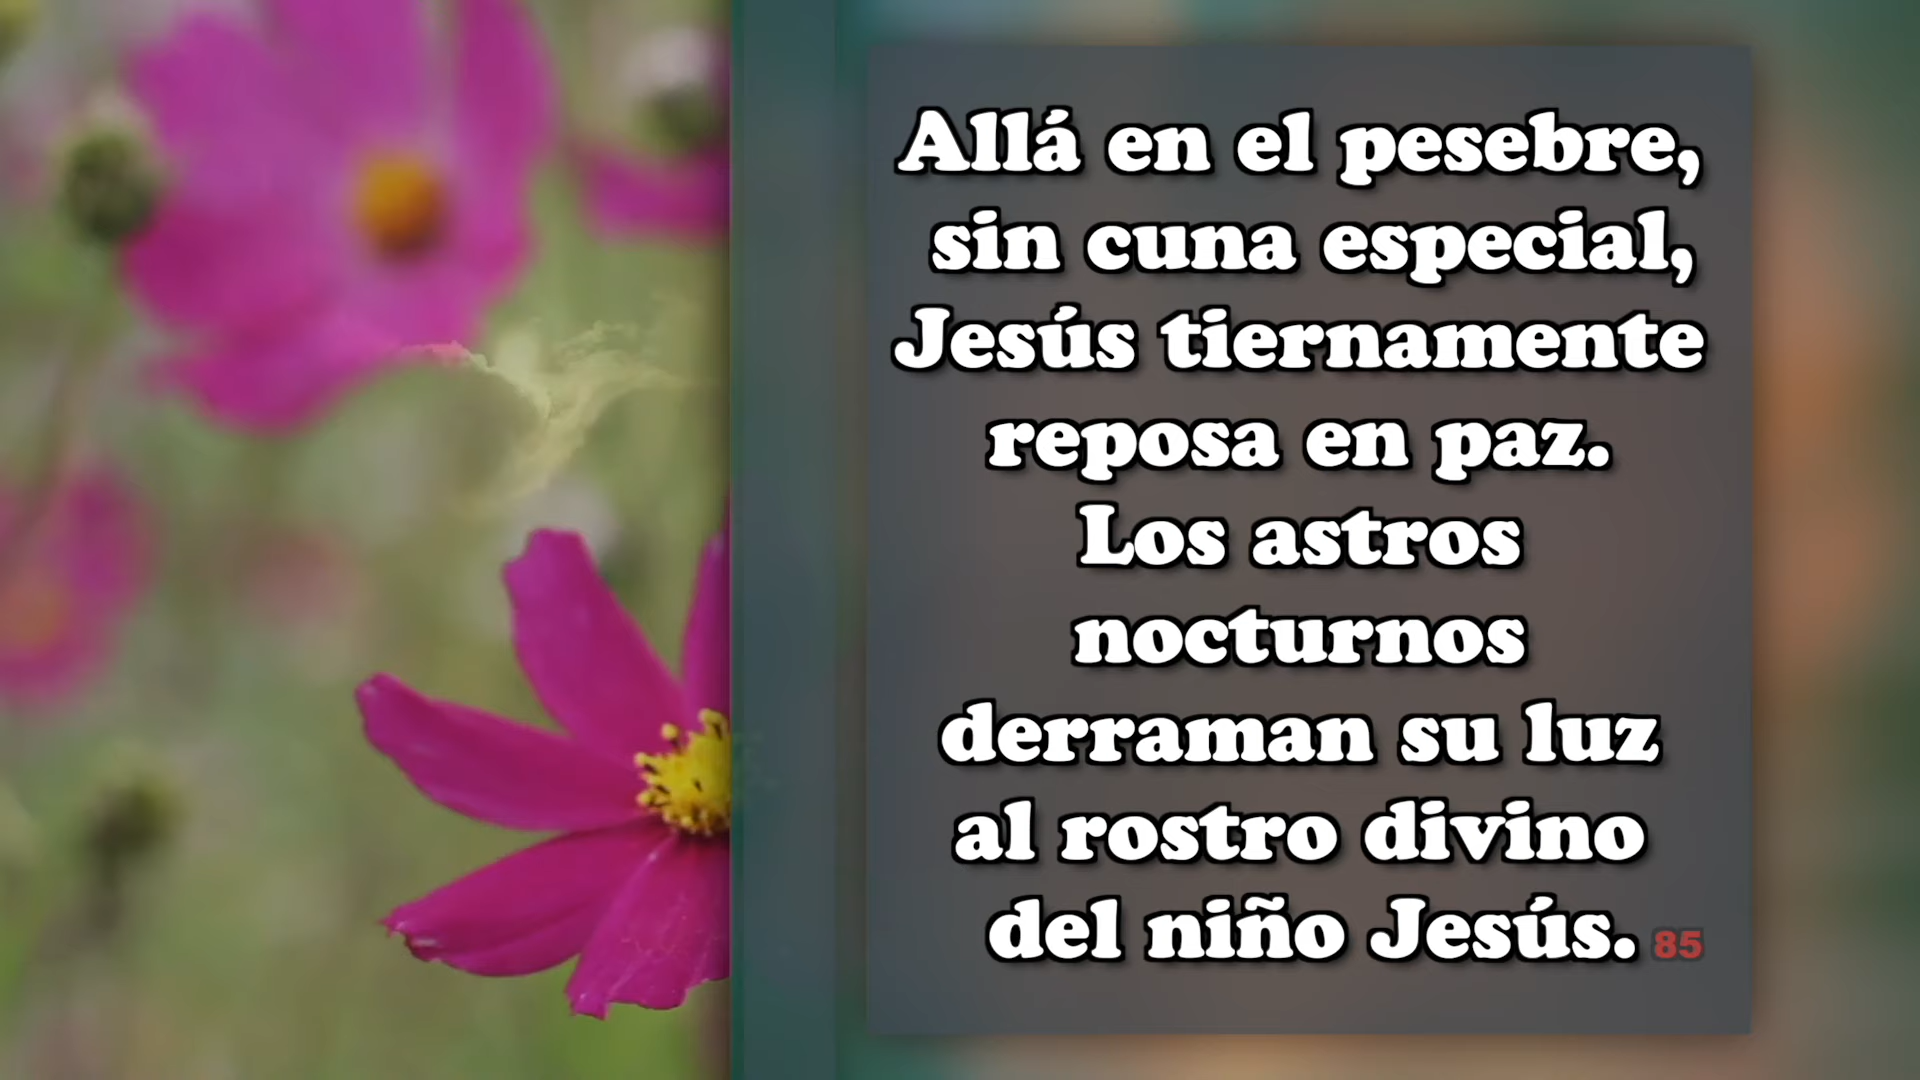 Allá en el pesebre,
sin cuna especial,
Jesús tiernamente
reposa en paz.
Los astros
nocturnos
derraman su luz
al rostro divino
del niño Jesús. 85